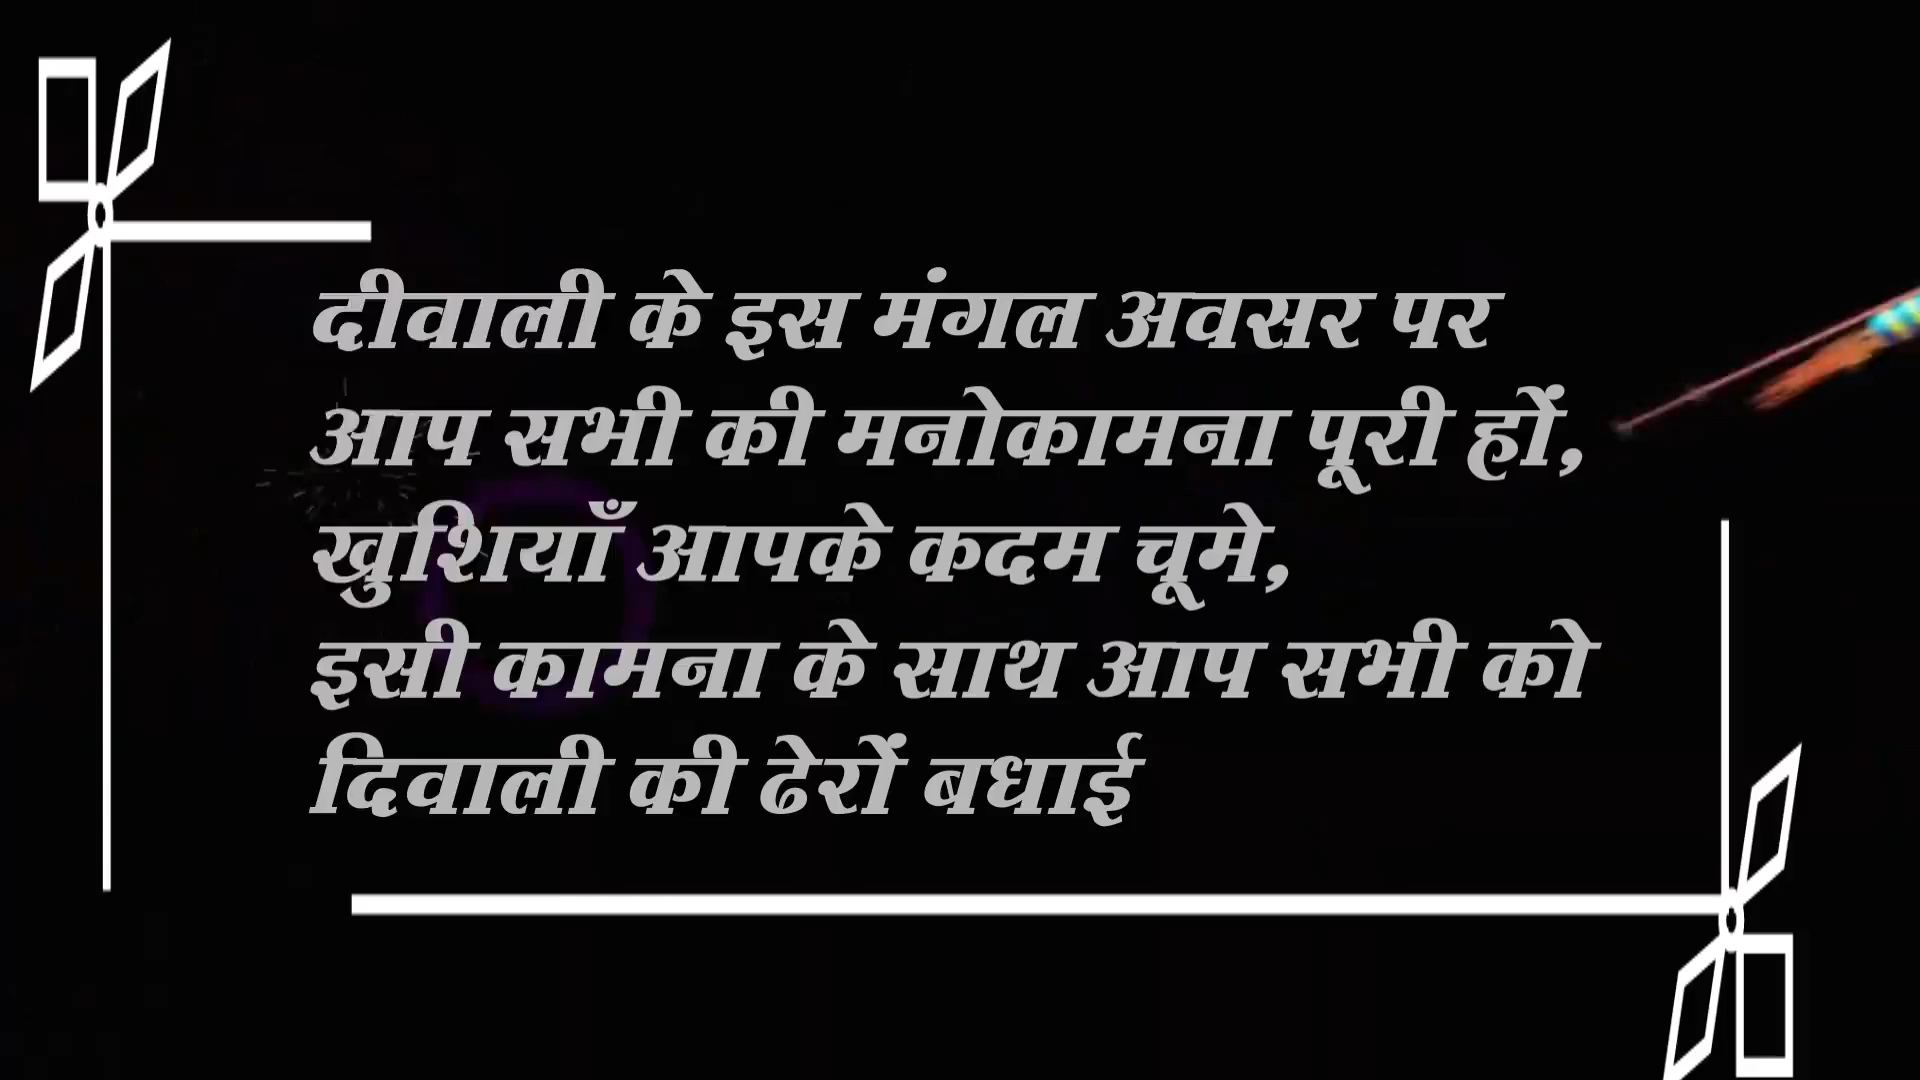 दीवाली के इस मंगल अवसर पर
आप सभी की मनोकामना पूरी हों,
खुशियाँ आपके कदम चूमे,
इसी कामना के साथ आप सभी को
दिवाली की ढेरों बधाई